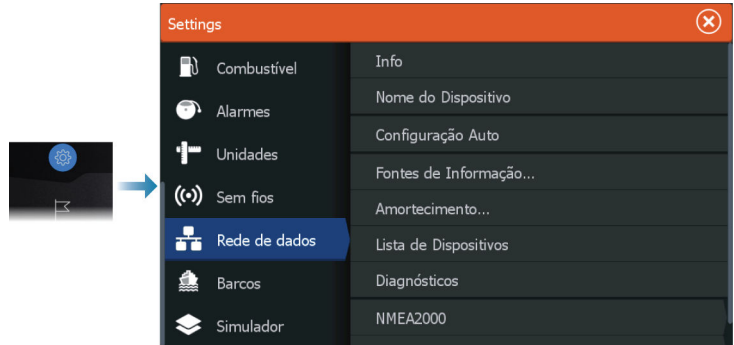 Settings
Combustível
Alarmes
Unidades
Sem fios
Rede de dados
Barcos
Simulador
Info
Nome do Dispositivo
Configuração Auto
Fontes de Informação...
Amortecimento...
Lista de Dispositivos
Diagnósticos
NMEA2000